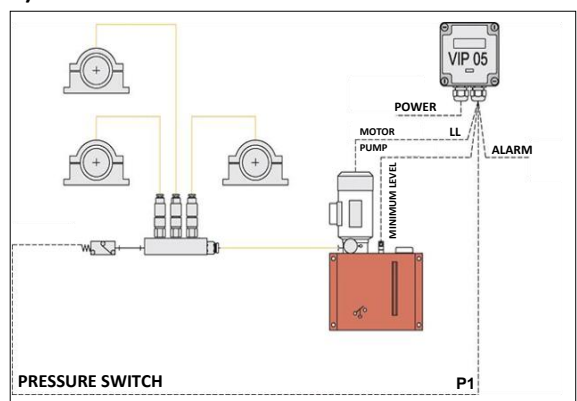 VIP 05
POWER
MOTOR
PUMP
LL
ALARM
MINIMUM LEVEL
PRESSURE SWITCH
P1